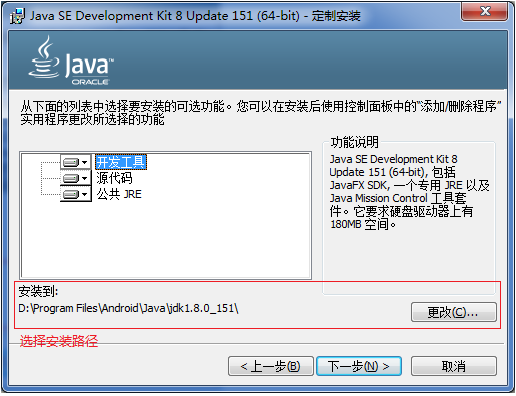 Java SE Development Kit 8 Update 151 (64-bit) - 定制安装
Java™
ORACLE
从下面的列表中选择要安装的可选功能。您可以在安装后使用控制面板中的"添加/删除程序"
实用程序更改所选择的功能
开发工具
源代码
公共 JRE
功能说明
Java SE Development Kit 8
Update 151 (64-bit), 包括
JavaFX SDK, 一个专用 JRE 以及
Java Mission Control 工具套
件。它要求硬盘驱动器上有
180MB 空间。
安装到:
D:\Program Files\Android\Java\jdk1.8.0_151\
更改(C)...
选择安装路径
<上一步(B)
下一步(N) >
取消